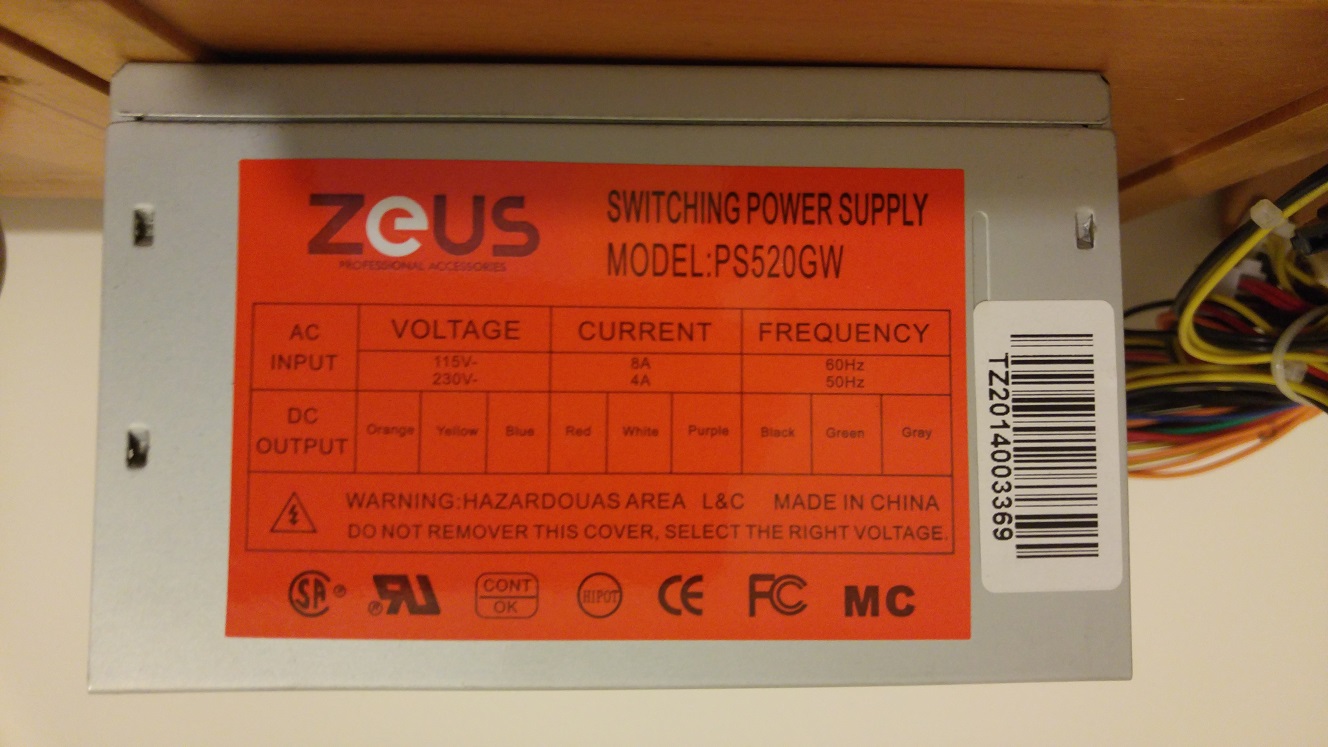 ZeUS
PROFESSIONAL ACCESSORIES
SWITCHING POWER SUPPLY
MODEL:PS520GW
AC INPUT VOLTAGE CURRENT FREQUENCY
115V~ 8A 60Hz
230V~ 4A 50Hz
DC OUTPUT Orange Yellow Blue Red White Purple Black Green Gray
WARNING:HAZARDOUAS AREA L&C MADE IN CHINA
DO NOT REMOVER THIS COVER, SELECT THE RIGHT VOLTAGE.
SA ® ® RU CONT OK HIPOT CE FC MC
TZ2014003369